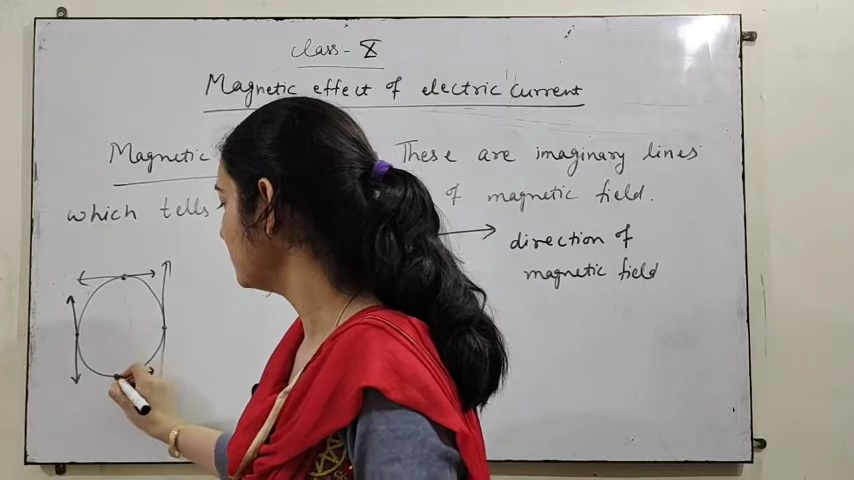 Class - X
Magnetic effect of electric current
Magnetic These are imaginary lines
which tells of magnetic field.
direction of
magnetic field